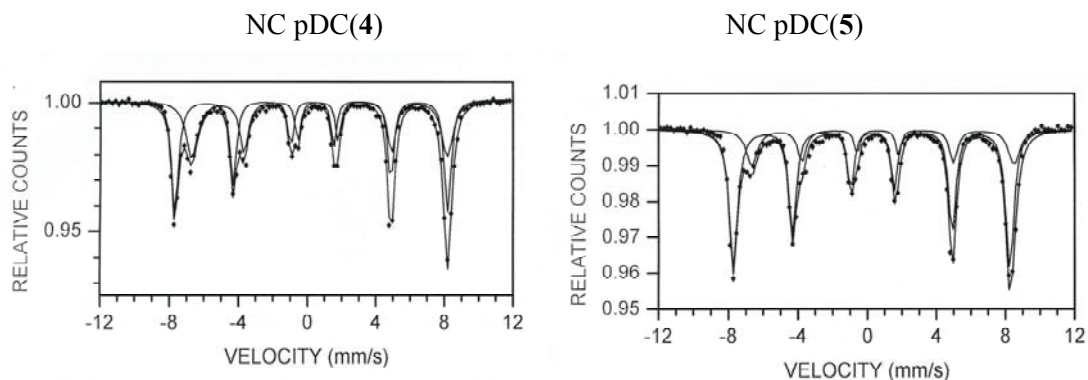 NC pDC(4)
NC pDC(5)
RELATIVE COUNTS
1.00
0.95
-12 -8 -4 0 4 8 12
VELOCITY (mm/s)
RELATIVE COUNTS
1.01
1.00
0.99
0.98
0.97
0.96
0.95
-12 -8 -4 0 4 8 12
VELOCITY (mm/s)